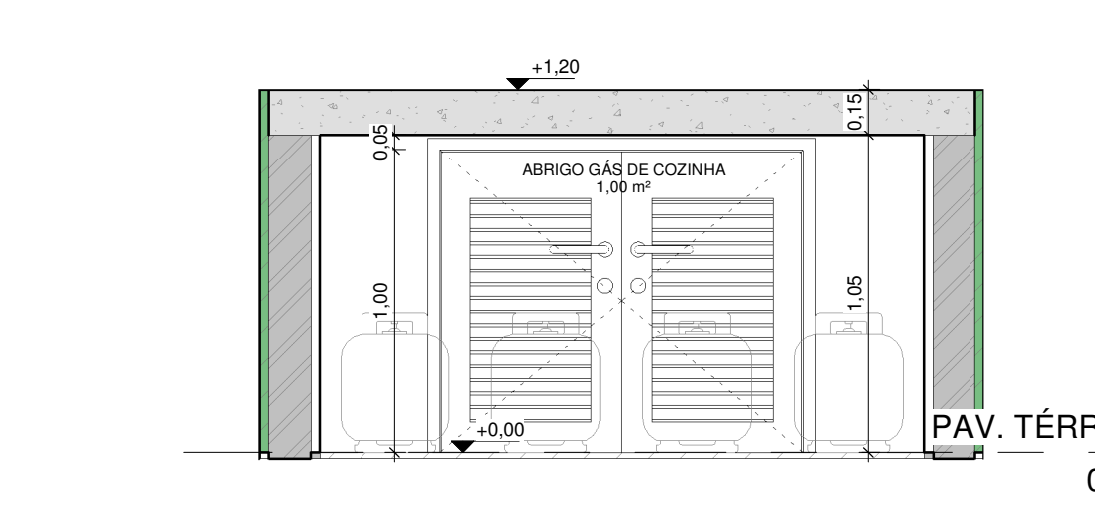 +1,20
0,15
0,05
ABRIGO GÁS DE COZINHA
1,00 m²
1,00
1,05
+0,00
PAV. TÉRR